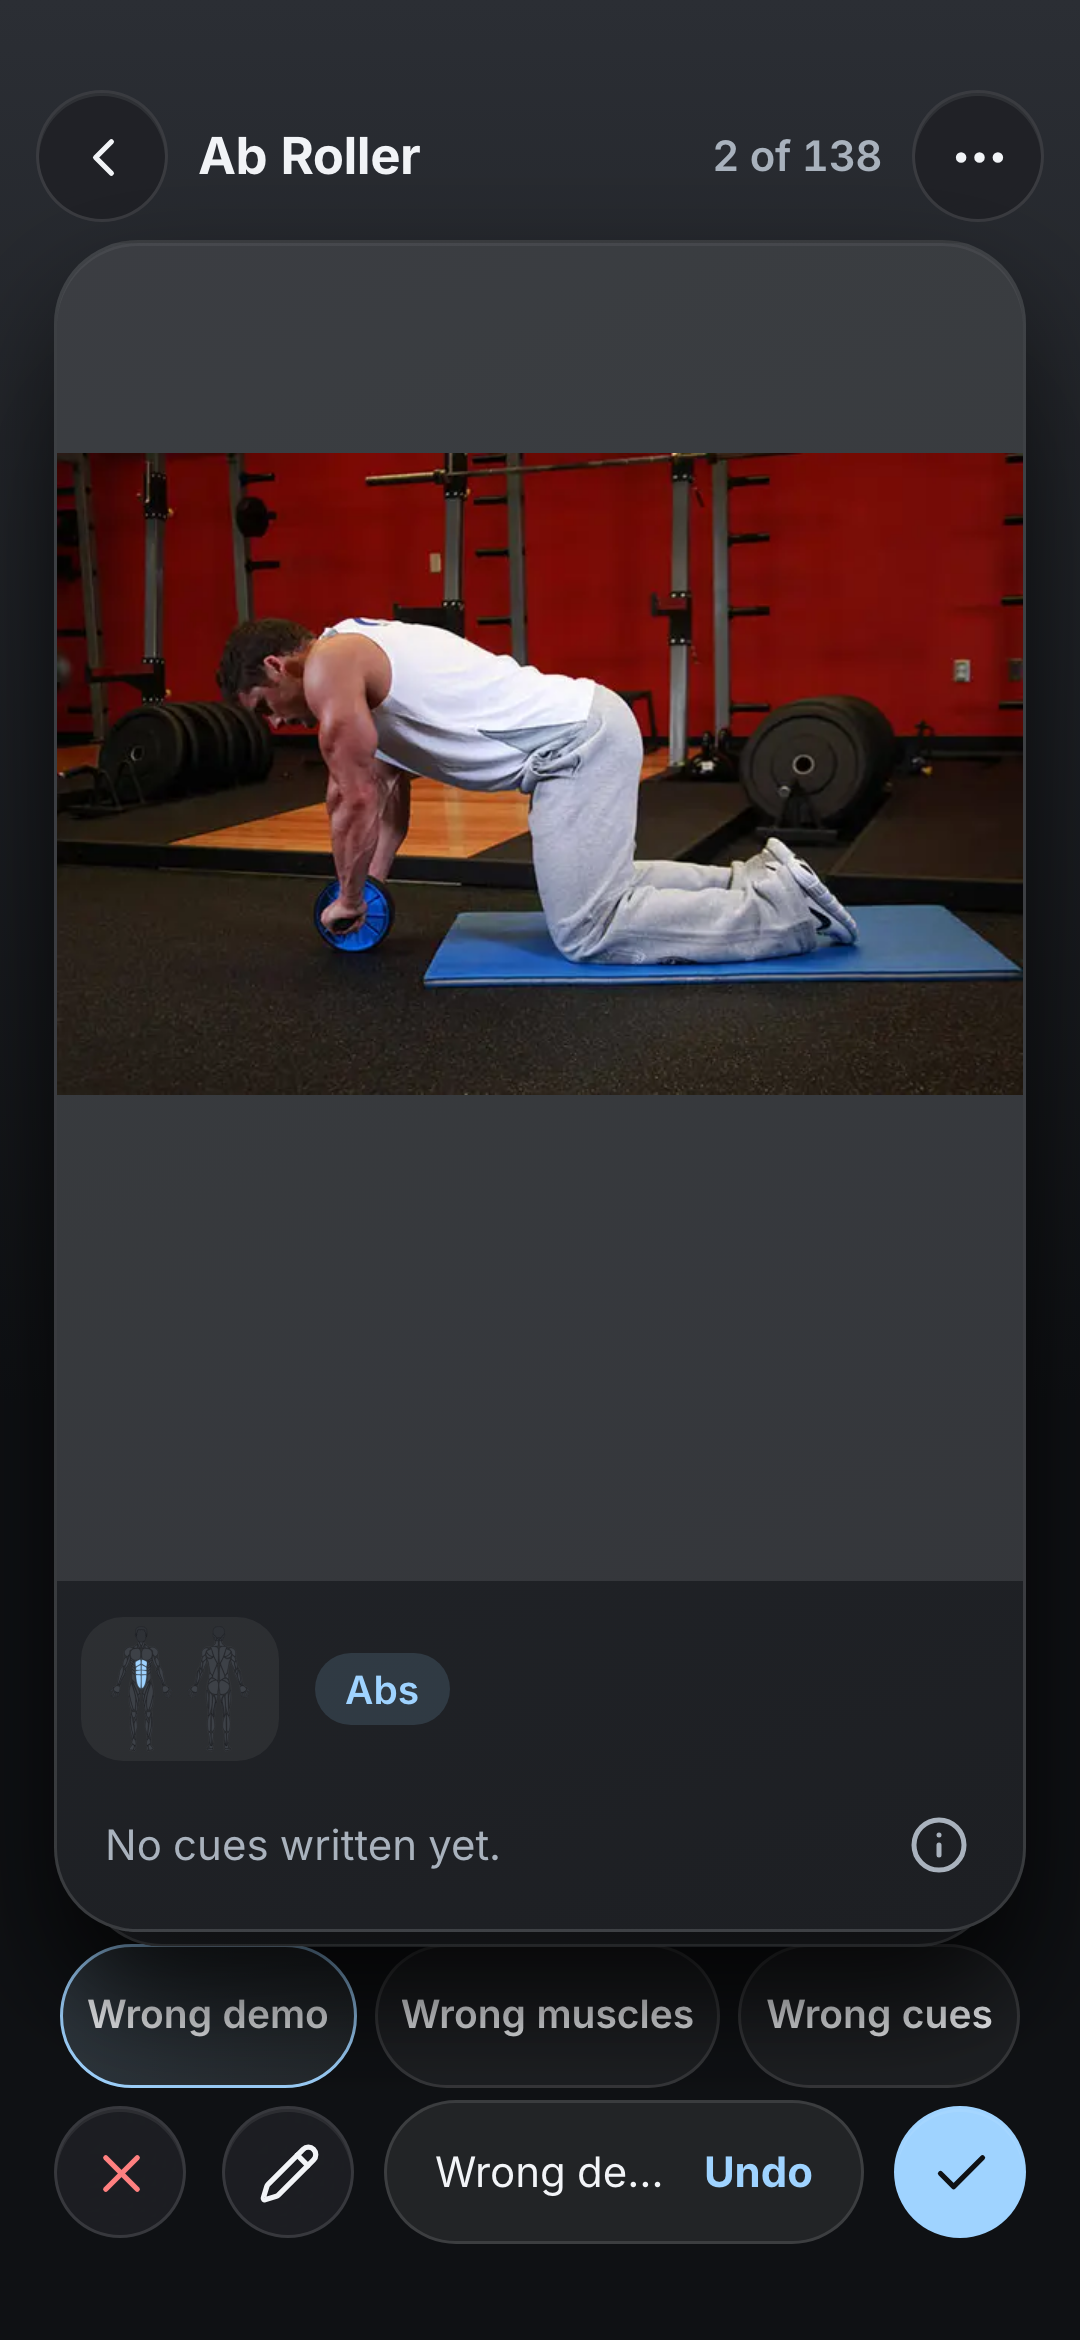 Ab Roller
2 of 138
Abs
No cues written yet.
Wrong demo
Wrong muscles
Wrong cues
Wrong de...
Undo